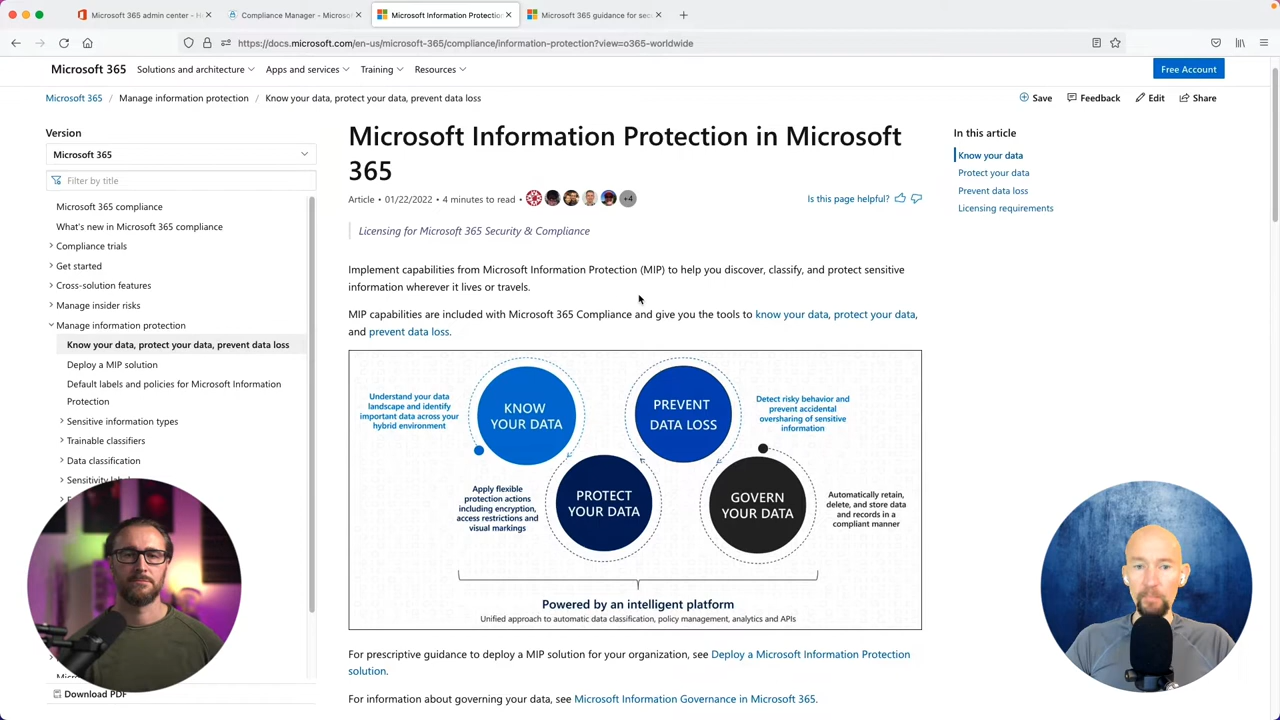 Microsoft 365 admin center - H
Compliance Manager - Microsof
Microsoft Information Protection
Microsoft 365 guidance for sec
https://docs.microsoft.com/en-us/microsoft-365/compliance/information-protection?view=o365-worldwide
Microsoft 365
Solutions and architecture
Apps and services
Training
Resources
Free Account
Microsoft 365 / Manage information protection / Know your data, protect your data, prevent data loss
Save
Feedback
Edit
Share
Version
Microsoft 365
Filter by title
Microsoft 365 compliance
What's new in Microsoft 365 compliance
Compliance trials
Get started
Cross-solution features
Manage insider risks
Manage information protection
Know your data, protect your data, prevent data loss
Deploy a MIP solution
Default labels and policies for Microsoft Information
Protection
Sensitive information types
Trainable classifiers
Data classification
Sensitivity
Download PDF
Microsoft Information Protection in Microsoft
365
Article • 01/22/2022 • 4 minutes to read
+4
Is this page helpful?
Licensing for Microsoft 365 Security & Compliance
Implement capabilities from Microsoft Information Protection (MIP) to help you discover, classify, and protect sensitive
information wherever it lives or travels.
MIP capabilities are included with Microsoft 365 Compliance and give you the tools to know your data, protect your data,
and prevent data loss.
Understand your data
landscape and identify
important data across your
hybrid environment
KNOW
YOUR DATA
PREVENT
DATA LOSS
Detect risky behavior and
prevent accidental
oversharing of sensitive
information
Apply flexible
protection actions
including encryption,
access restrictions and
visual markings
PROTECT
YOUR DATA
GOVERN
YOUR DATA
Automatically retain,
delete, and store data
and records in a
compliant manner
Powered by an intelligent platform
Unified approach to automatic data classification, policy management, analytics and APIs
For prescriptive guidance to deploy a MIP solution for your organization, see Deploy a Microsoft Information Protection
solution.
For information about governing your data, see Microsoft Information Governance in Microsoft 365.
In this article
Know your data
Protect your data
Prevent data loss
Licensing requirements